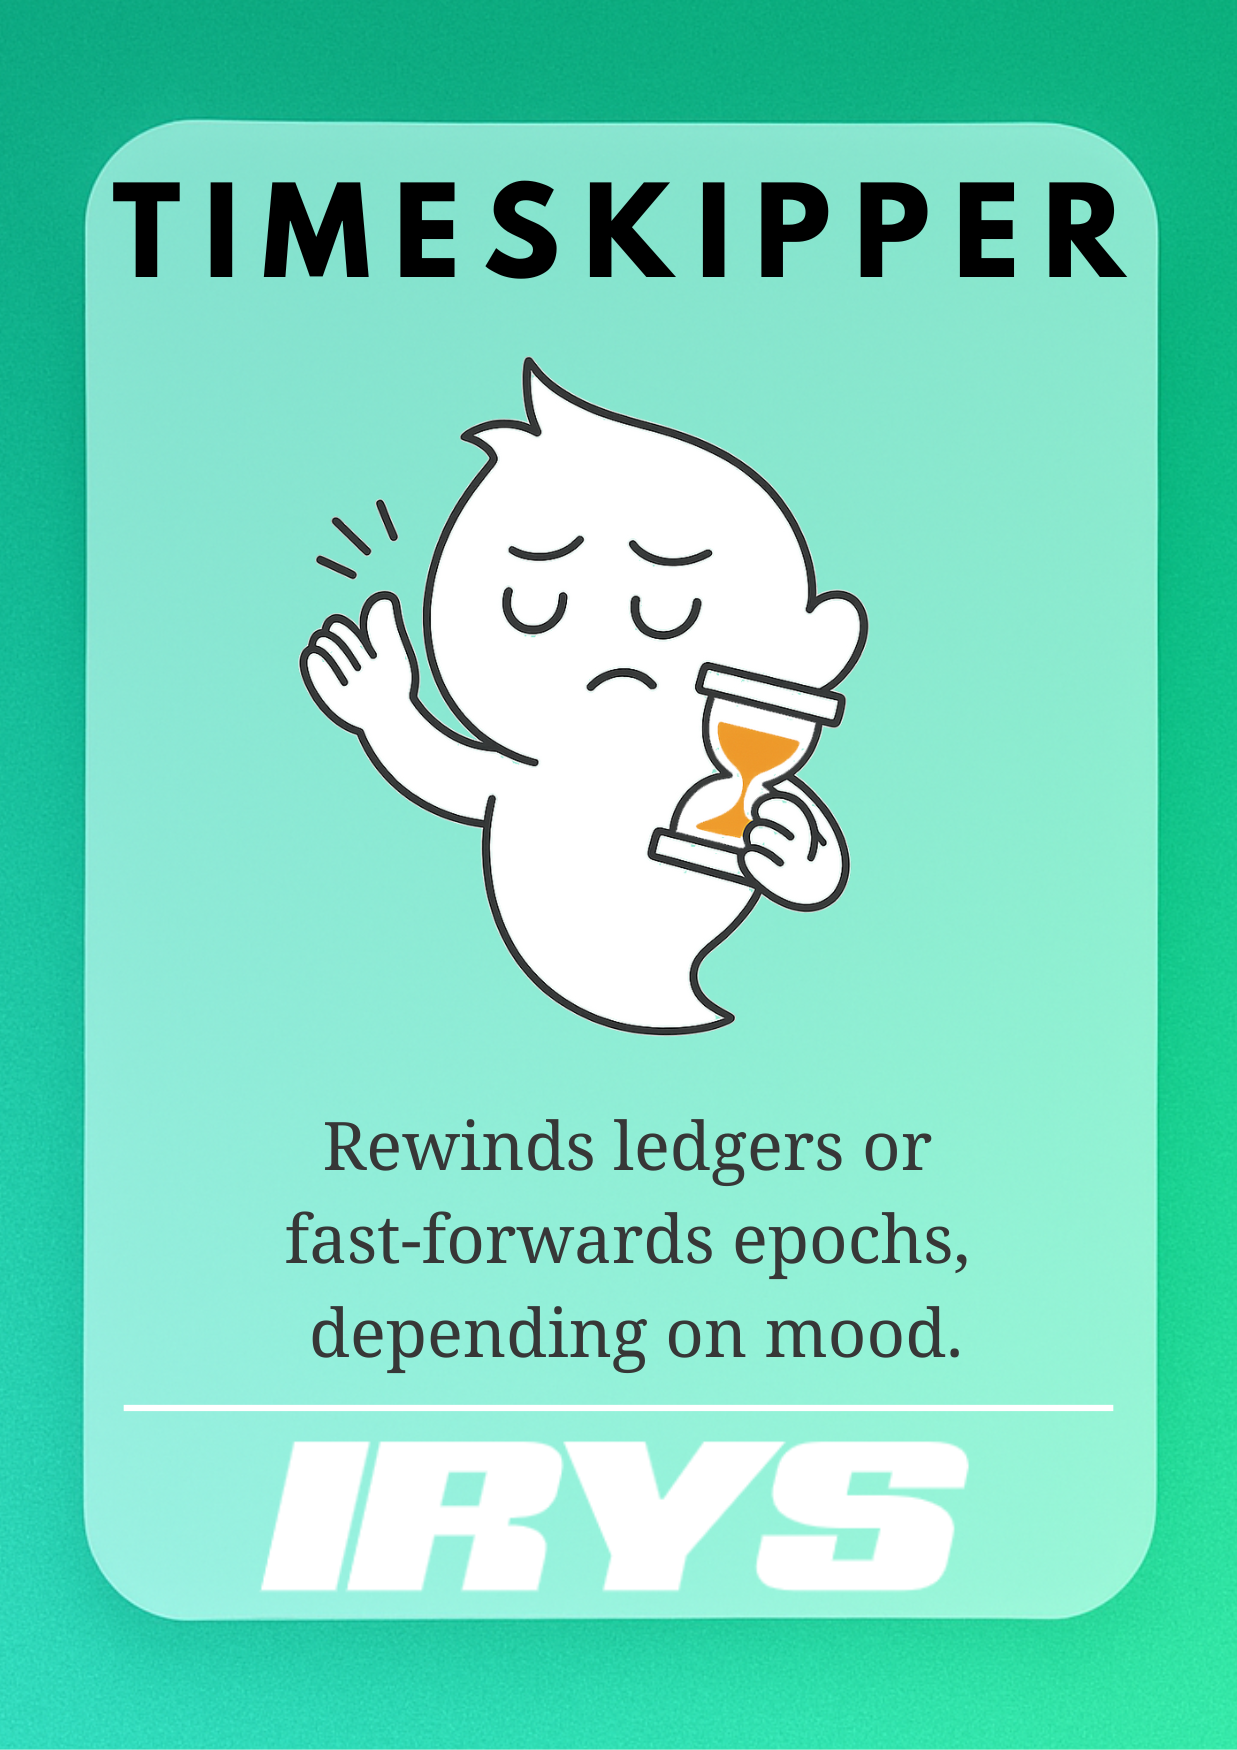 TIMESKIPPER
Rewinds ledgers or
fast-forwards epochs,
depending on mood.
IRYS